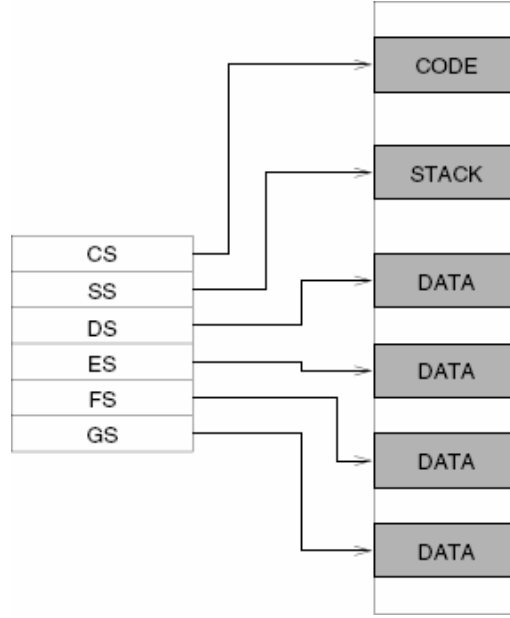 CODE
STACK
CS
SS
DS
ES
FS
GS
DATA
DATA
DATA
DATA